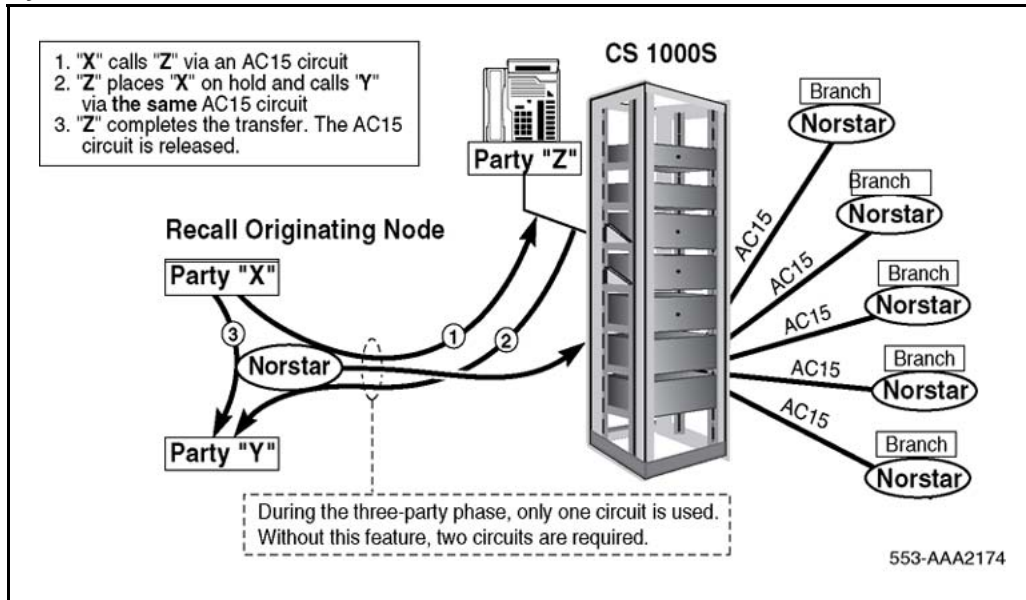 1. "X" calls "Z" via an AC15 circuit
2. "Z" places "X" on hold and calls "Y"
via the same AC15 circuit
3. "Z" completes the transfer. The AC15
circuit is released.
CS 1000S
Party "Z"
Recall Originating Node
Party "X"
3
Norstar
1
2
Party "Y"
During the three-party phase, only one circuit is used.
Without this feature, two circuits are required.
Branch
Norstar
AC15
Branch
Norstar
AC15
Branch
Norstar
AC15
Branch
Norstar
AC15
Branch
Norstar
AC15
553-AAA2174